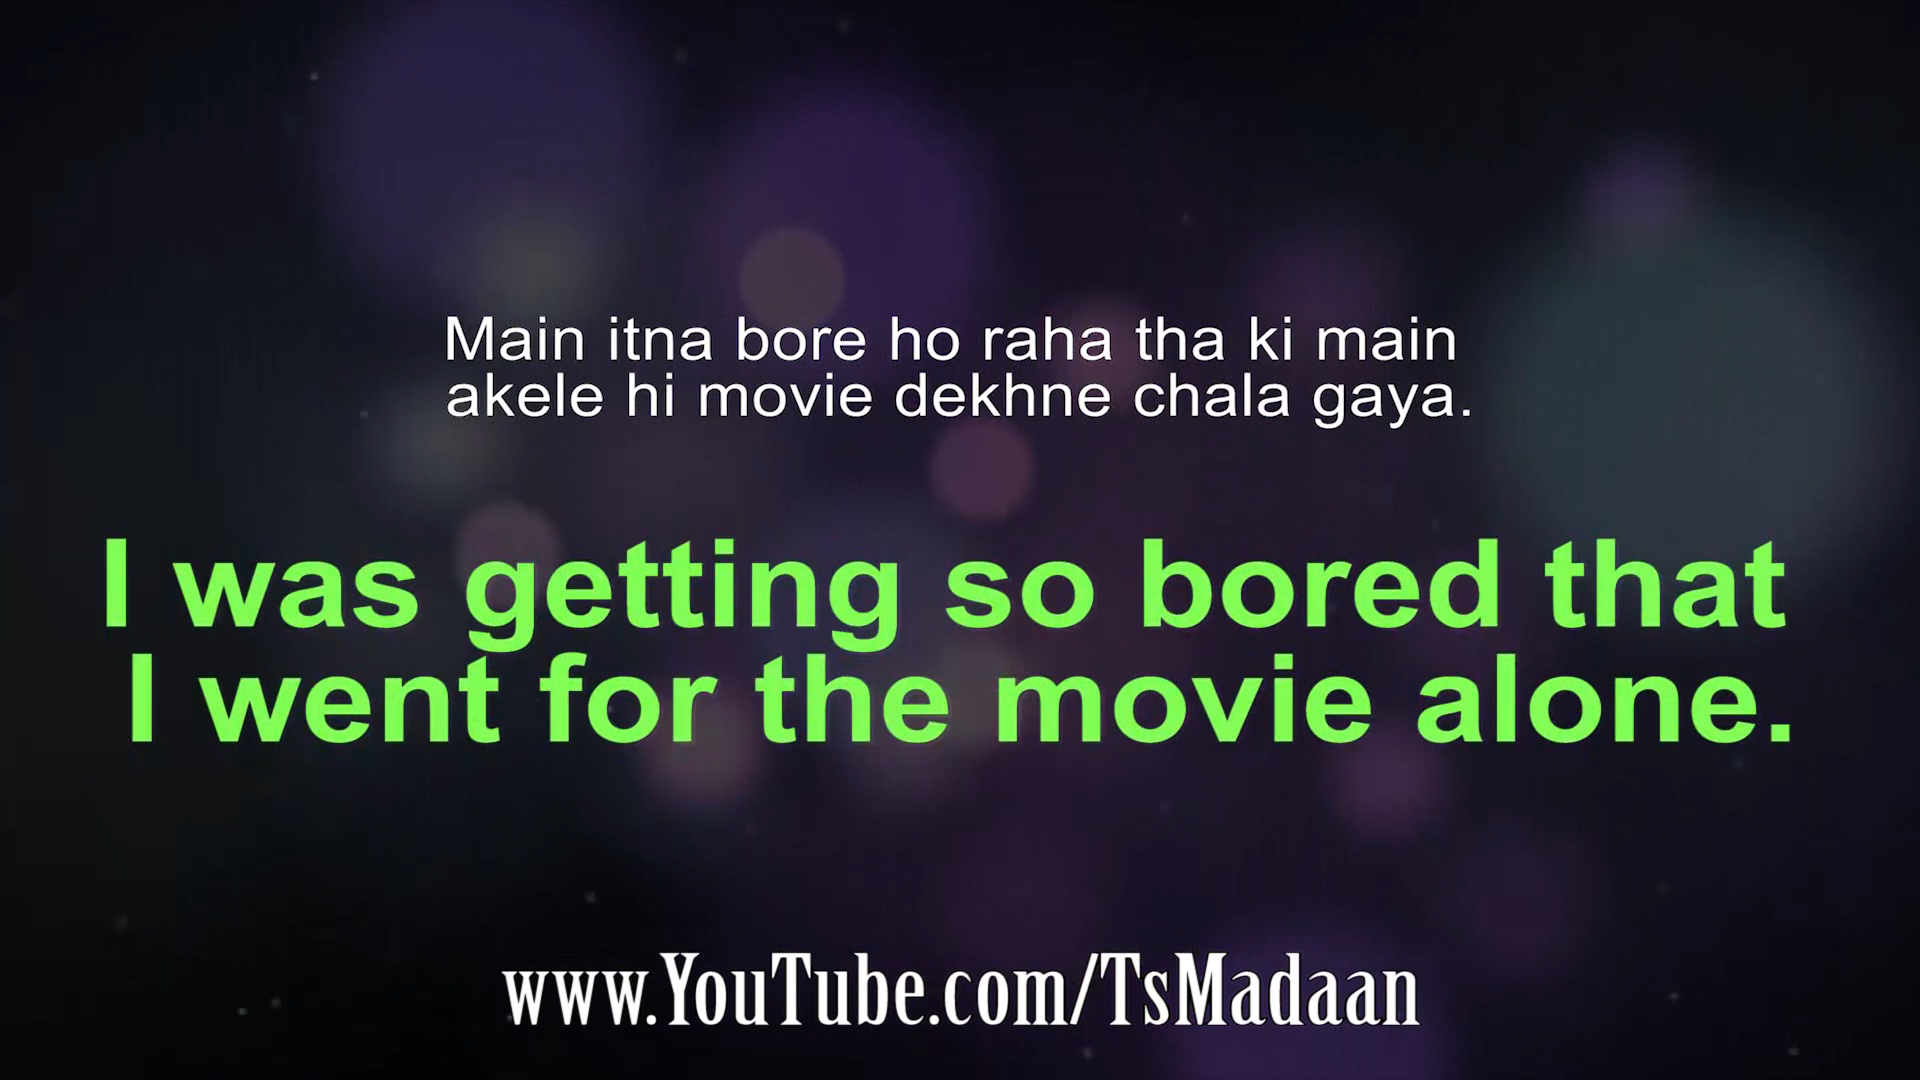 Main itna bore ho raha tha ki main
akele hi movie dekhne chala gaya.
I was getting so bored that
I went for the movie alone.
www.YouTube.com/TsMadaan